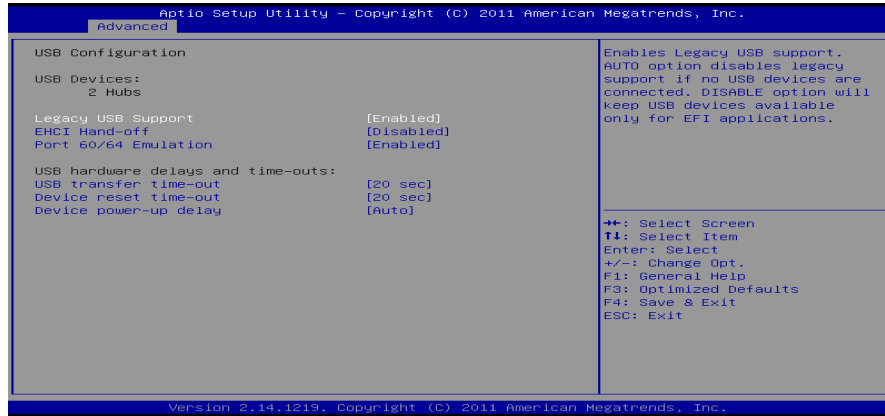 Aptio Setup Utility – Copyright (C) 2011 American Megatrends, Inc.
Advanced
USB Configuration
USB Devices:
2 Hubs
Legacy USB Support [Enabled]
EHCI Hand-off [Disabled]
Port 60/64 Emulation [Enabled]
USB hardware delays and time-outs:
USB transfer time-out [20 sec]
Device reset time-out [20 sec]
Device power-up delay [Auto]
Enables Legacy USB support.
AUTO option disables legacy
support if no USB devices are
connected. DISABLE option will
keep USB devices available
only for EFI applications.
→←: Select Screen
↑↓: Select Item
Enter: Select
+/-: Change Opt.
F1: General Help
F3: Optimized Defaults
F4: Save & Exit
ESC: Exit
Version 2.14.1219. Copyright (C) 2011 American Megatrends, Inc.